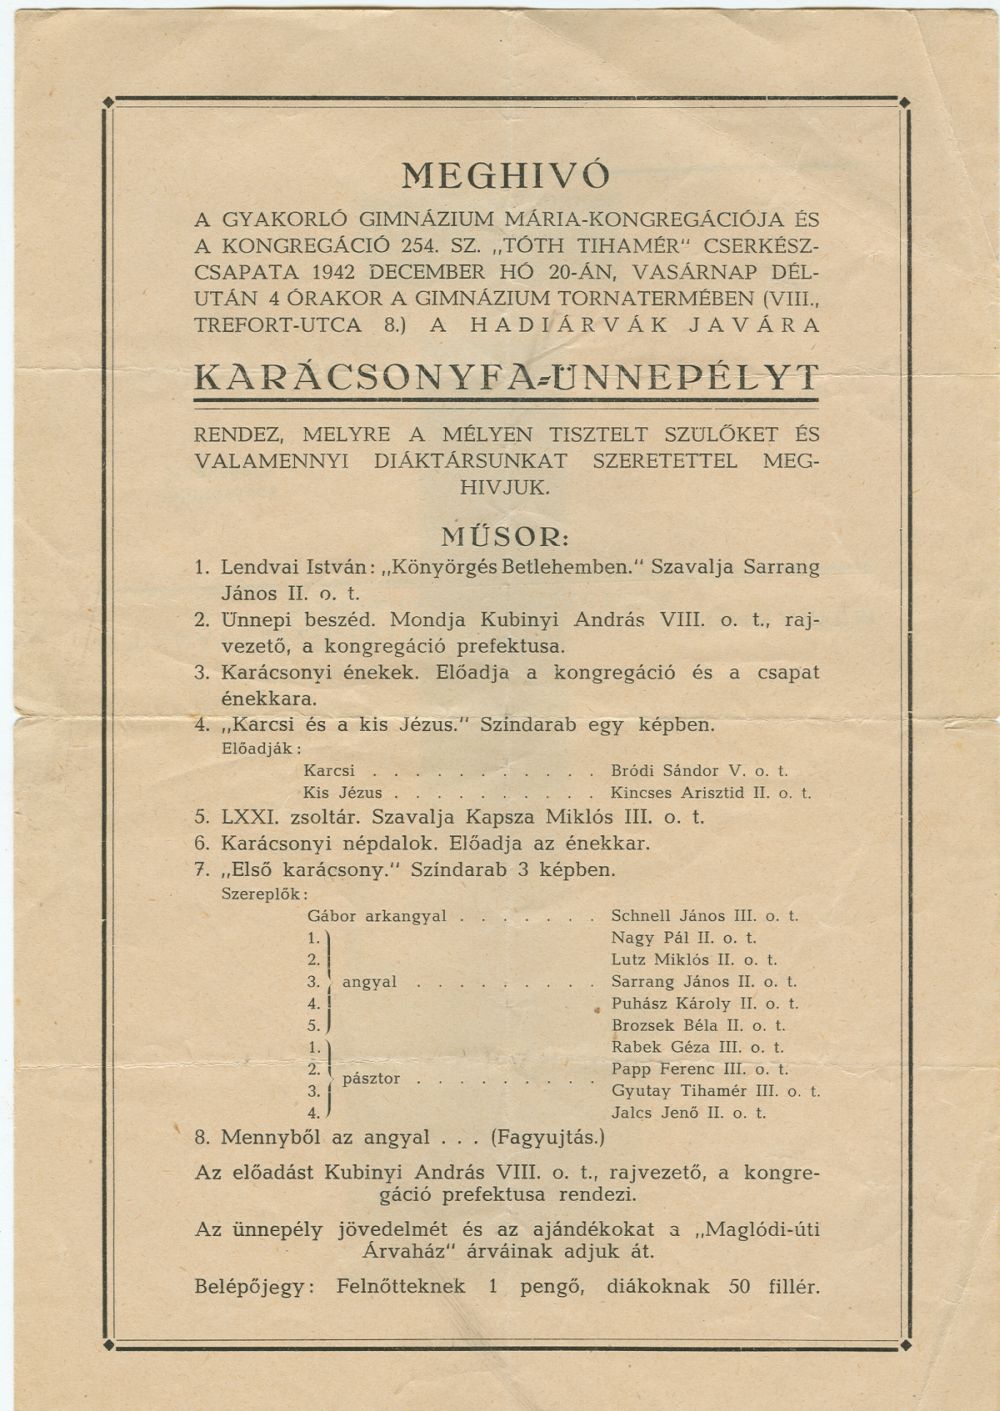 MEGHIVÓ
A GYAKORLÓ GIMNÁZIUM MÁRIA-KONGREGÁCIÓJA ÉS
A KONGREGÁCIÓ 254. SZ. „TÓTH TIHAMÉR" CSERKÉSZ-
CSAPATA 1942 DECEMBER HÓ 20-ÁN, VASÁRNAP DÉL-
UTÁN 4 ÓRAKOR A GIMNÁZIUM TORNATERMÉBEN (VIII.,
TREFORT-UTCA 8.) A HADIÁRVÁK JAVÁRA
KARÁCSONYFA-ÜNNEPÉLYT
RENDEZ, MELYRE A MÉLYEN TISZTELT SZÜLŐKET ÉS
VALAMENNYI DIÁKTÁRSUNKAT SZERETETTEL MEG-
HIVJUK.
MŰSOR:
1. Lendvai István: „Könyörgés Betlehemben." Szavalja Sarrang
János II. o. t.
2. Ünnepi beszéd. Mondja Kubinyi András VIII. o. t., raj-
vezető, a kongregáció prefektusa.
3. Karácsonyi énekek. Előadja a kongregáció és a csapat
énekkara.
4. „Karcsi és a kis Jézus." Színdarab egy képben.
Előadják:
Karcsi . . . . . . . . . . . Bródi Sándor V. o. t.
Kis Jézus . . . . . . . . . . Kincses Arisztid II. o. t.
5. LXXI. zsoltár. Szavalja Kapsza Miklós III. o. t.
6. Karácsonyi népdalok. Előadja az énekkar.
7. „Első karácsony." Színdarab 3 képben.
Szereplők:
Gábor arkangyal . . . . . . . Schnell János III. o. t.
1. Nagy Pál II. o. t.
2. Lutz Miklós II. o. t.
3. angyal . . . . . . . . . Sarrang János II. o. t.
4. Puhász Károly II. o. t.
5. Brozsek Béla II. o. t.
1. Rabek Géza III. o. t.
2. Papp Ferenc III. o. t.
pásztor . . . . . . . . .
3. Gyutay Tihamér III. o. t.
4. Jalcs Jenő II. o. t.
8. Mennyből az angyal . . . (Fagyujtás.)
Az előadást Kubinyi András VIII. o. t., rajvezető, a kongre-
gáció prefektusa rendezi.
Az ünnepély jövedelmét és az ajándékokat a „Maglódi-úti
Árvaház" árváinak adjuk át.
Belépőjegy: Felnőtteknek 1 pengő, diákoknak 50 fillér.